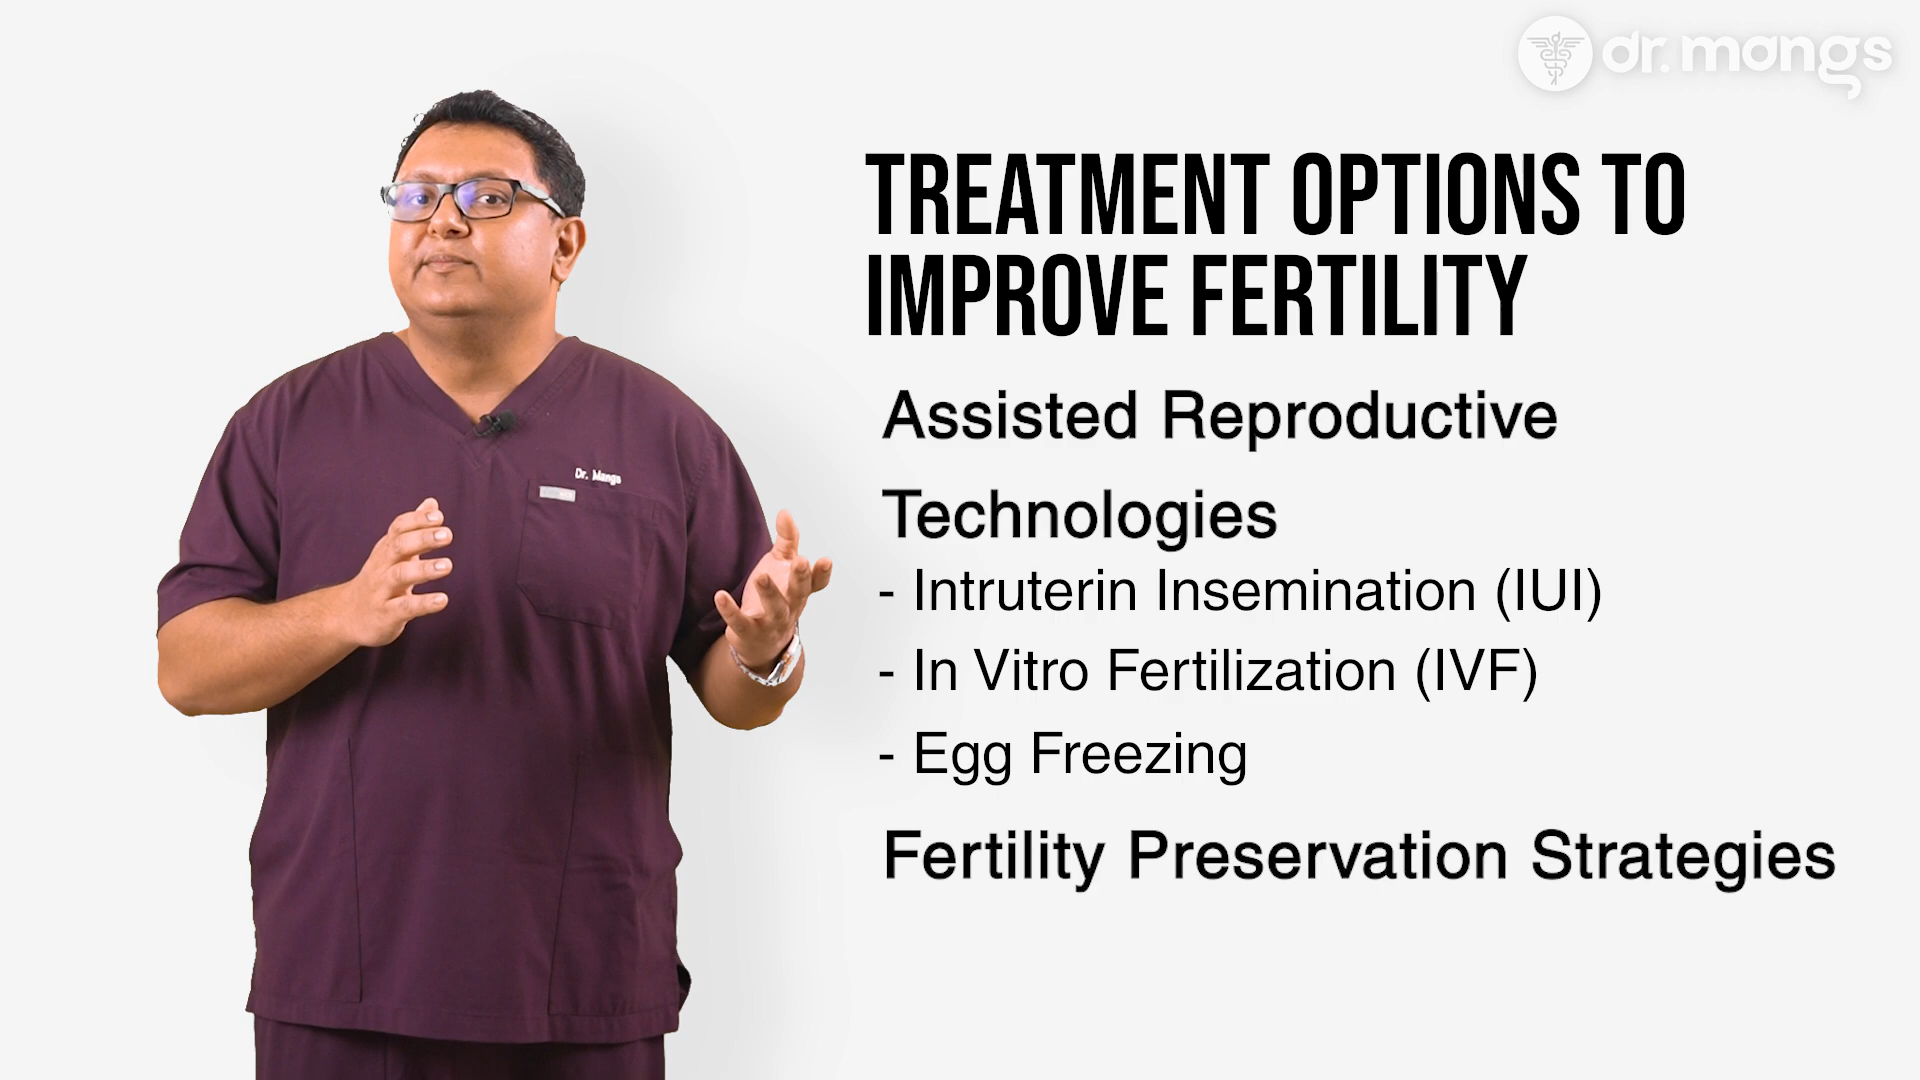 dr. mangs
TREATMENT OPTIONS TO
IMPROVE FERTILITY
Assisted Reproductive
Technologies
- Intruterin Insemination (IUI)
- In Vitro Fertilization (IVF)
- Egg Freezing
Fertility Preservation Strategies
Dr. Mangs